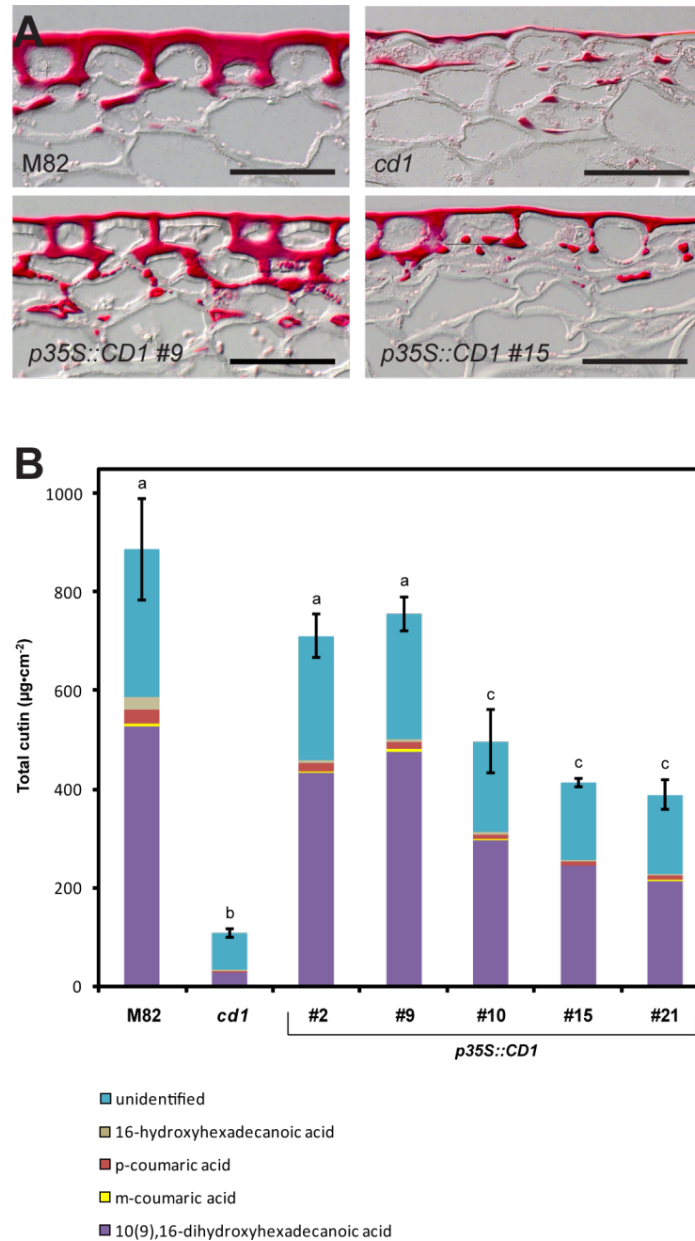 A
M82
cd1
p35S::CD1 #9
p35S::CD1 #15
B
Total cutin (µg•cm⁻²)
1000
800
600
400
200
0
a
b
a
a
c
c
c
M82
cd1
#2
#9
#10
#15
#21
p35S::CD1
unidentified
16-hydroxyhexadecanoic acid
p-coumaric acid
m-coumaric acid
10(9),16-dihydroxyhexadecanoic acid